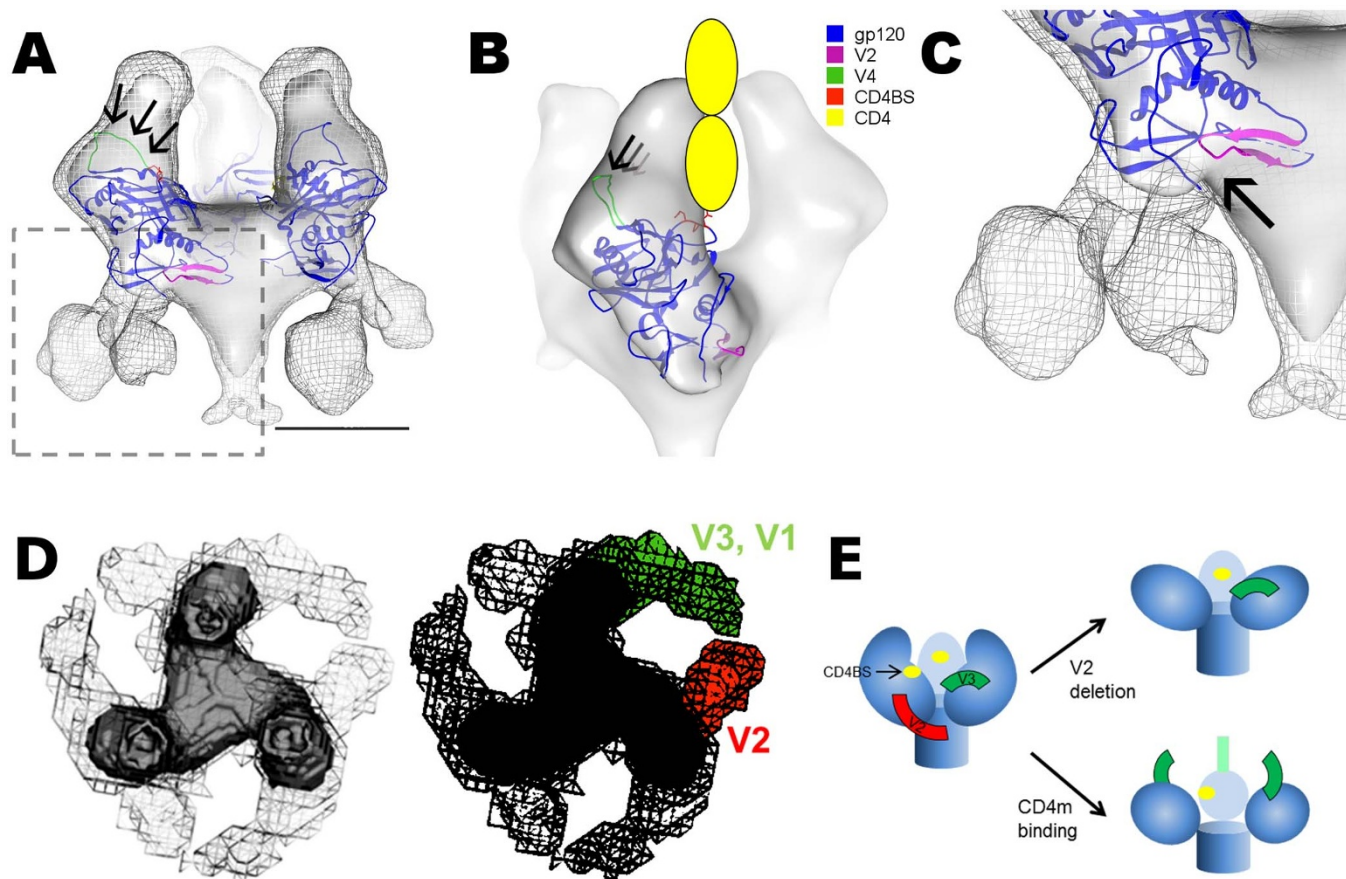 A
B
gp120
V2
V4
CD4BS
CD4
C
D
V3, V1
V2
E
CD4BS
V3
V2
V2
deletion
CD4m
binding